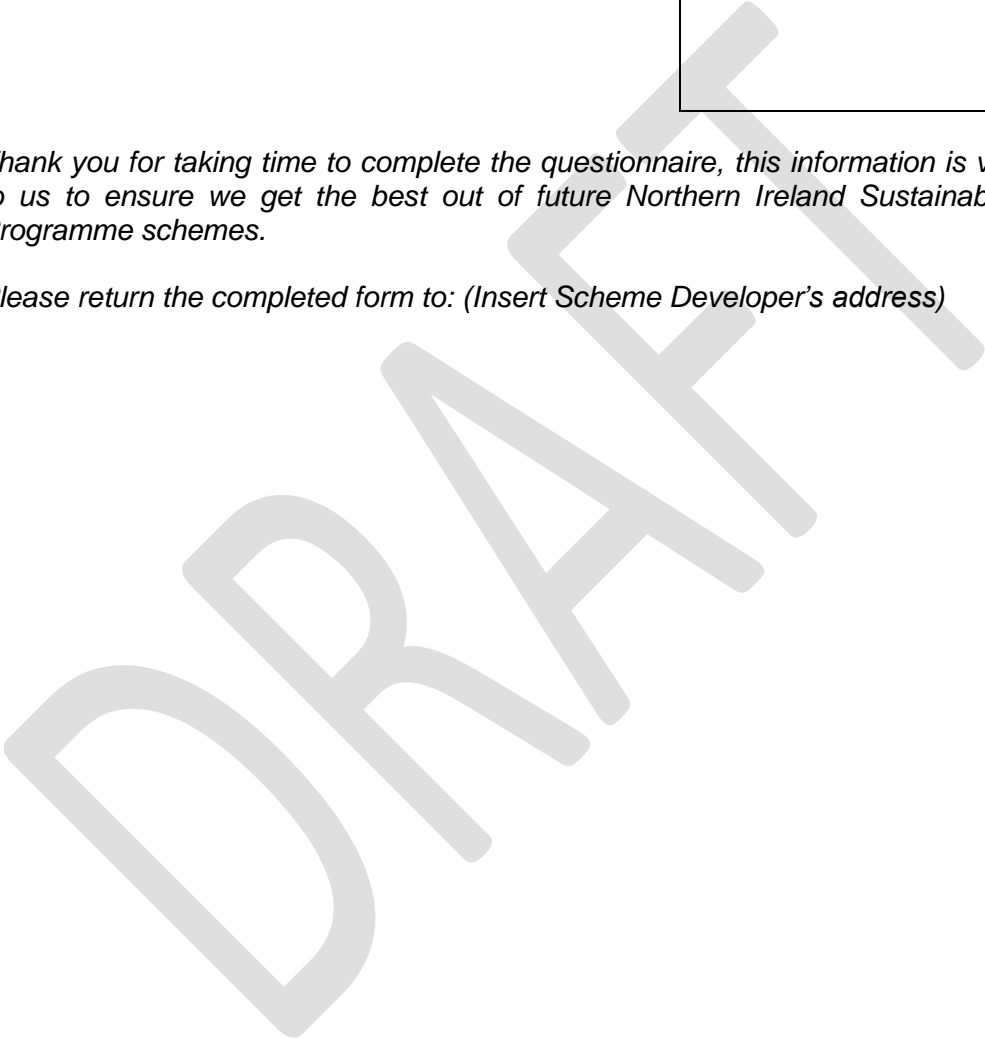 hank you for taking time to complete the questionnaire, this information is v
o us to ensure we get the best out of future Northern Ireland Sustainab
rogramme schemes.
lease return the completed form to: (Insert Scheme Developer's address)
DRAFT